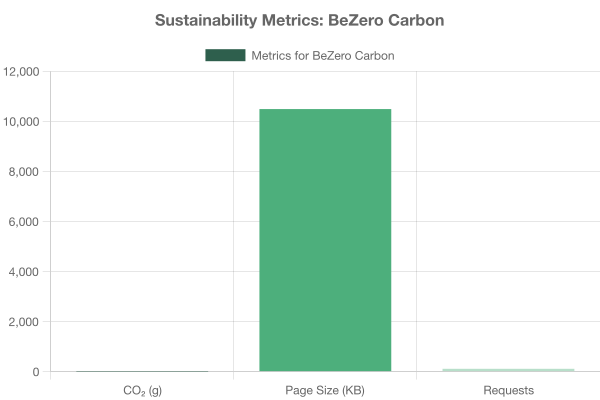 Sustainability Metrics: BeZero Carbon
Metrics for BeZero Carbon
12,000
10,000
8,000
6,000
4,000
2,000
0
CO₂ (g)
Page Size (KB)
Requests